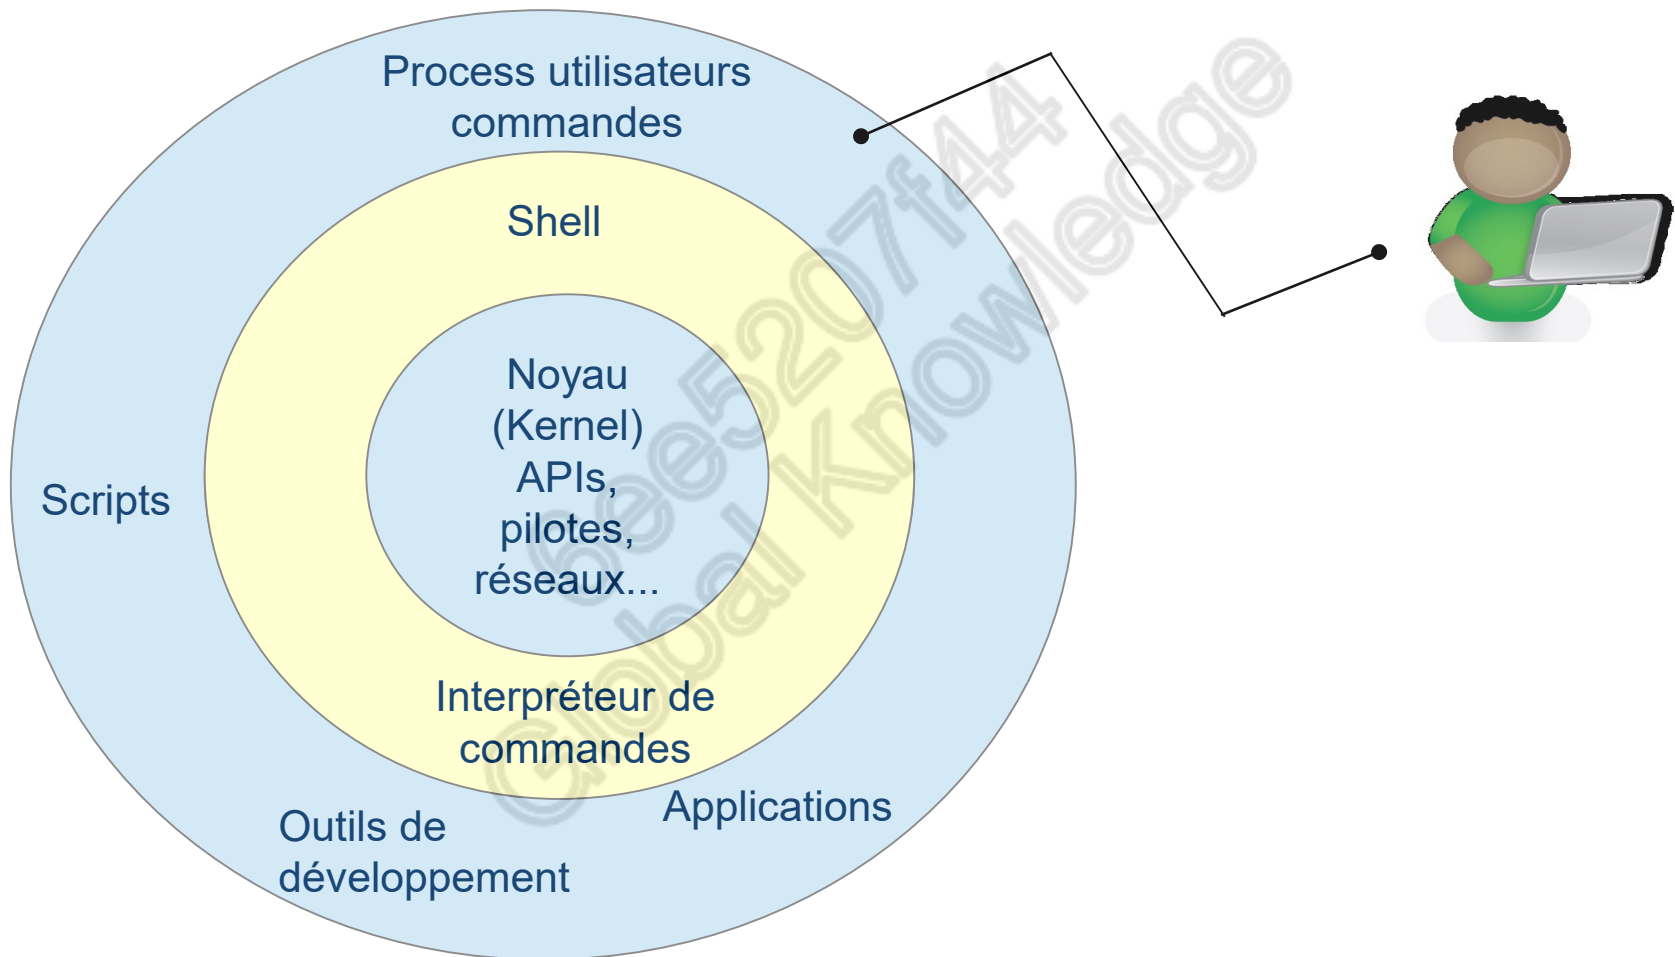 Process utilisateurs
commandes
Shell
Noyau
(Kernel)
APIs,
pilotes,
réseaux...
Scripts
Interpréteur de
commandes
Applications
Outils de
développement
6ee5207f44
Global Knowledge